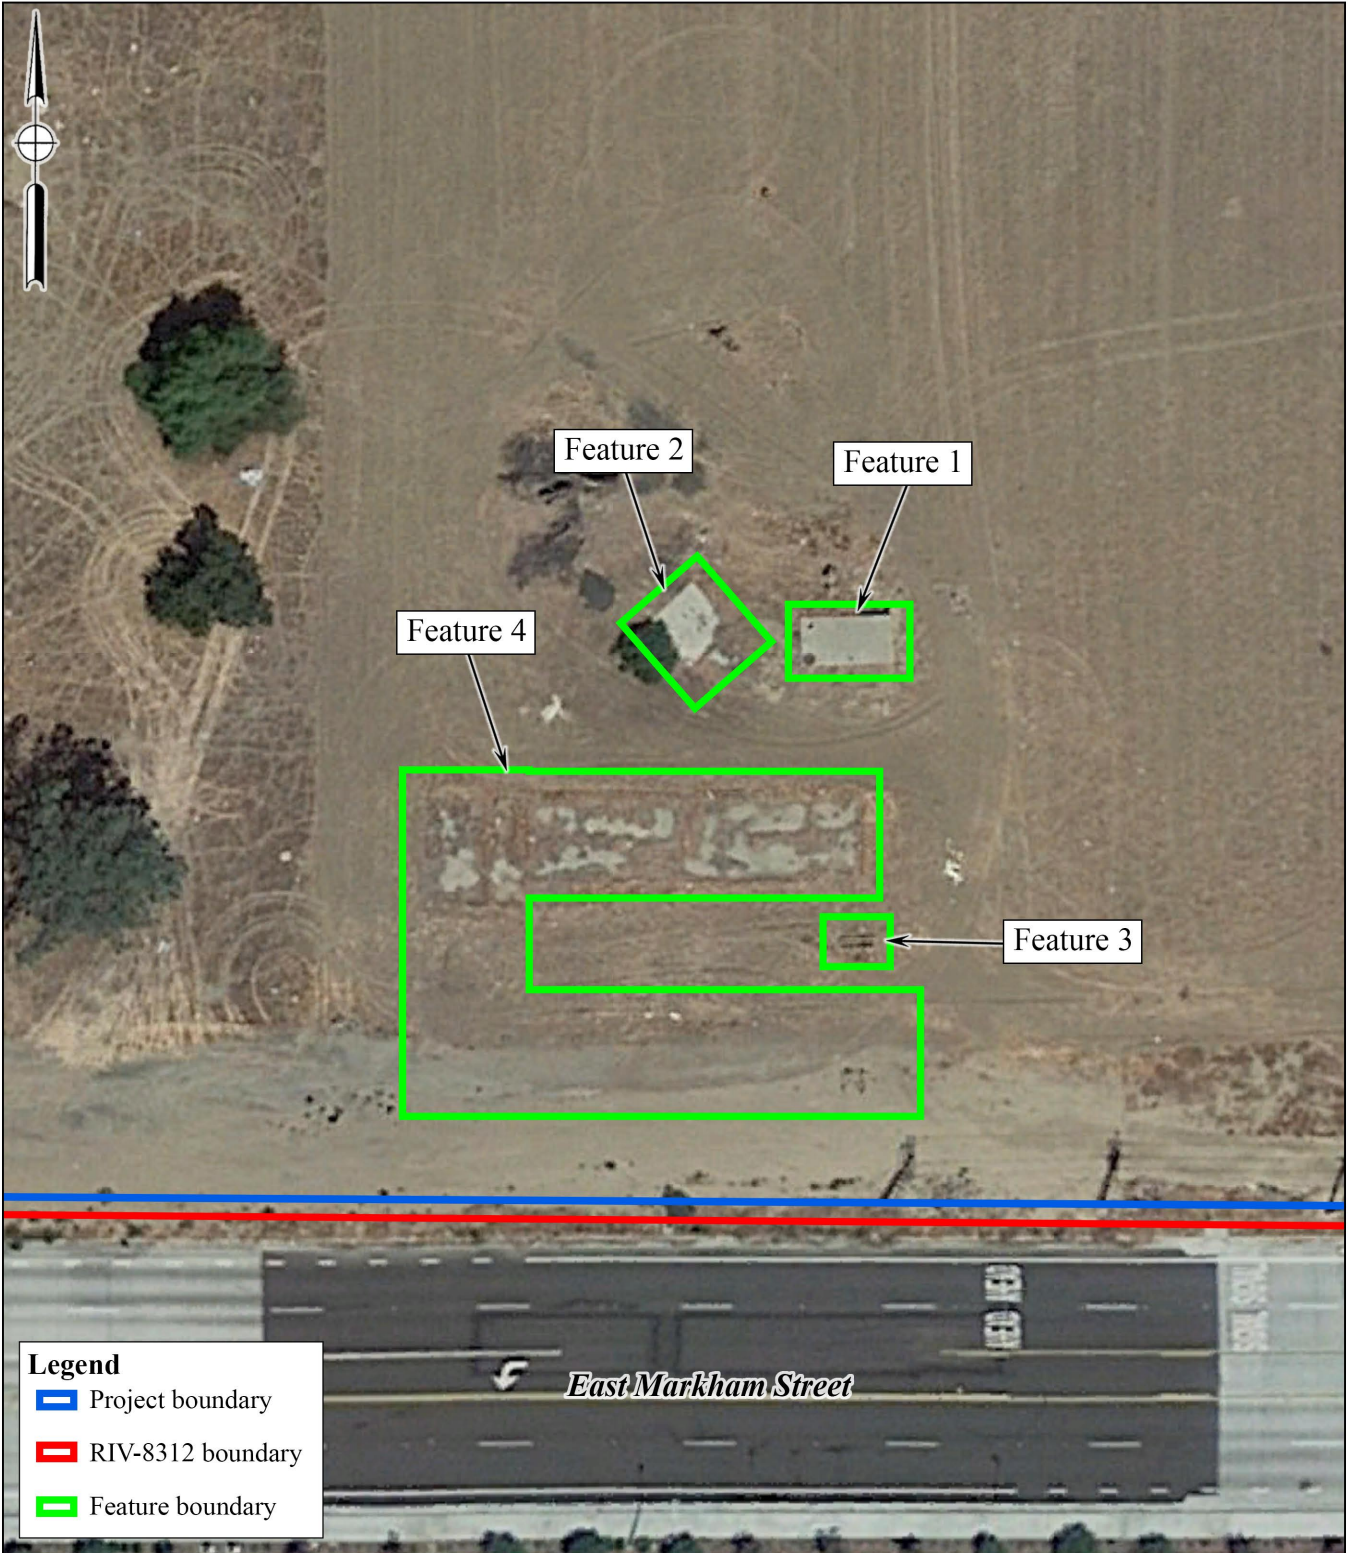 Feature 2
Feature 1
Feature 4
Feature 3
East Markham Street
Legend
Project boundary
RIV-8312 boundary
Feature boundary